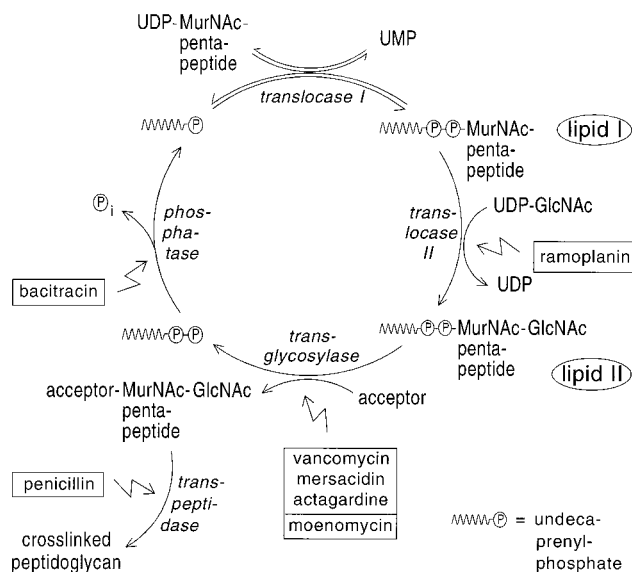 UDP-MurNAc-
penta-
peptide
UMP
translocase I
P
P P -MurNAc-
penta-
peptide
lipid I
P i
phos-
pha-
tase
trans-
locase
II
UDP-GlcNAc
ramoplanin
UDP
bacitracin
P P
trans-
glycosylase
P P -MurNAc-GlcNAc
penta-
peptide
lipid II
acceptor-MurNAc-GlcNAc
penta-
peptide
acceptor
vancomycin
mersacidin
actagardine
moenomycin
penicillin
trans-
pepti-
dase
crosslinked
peptidoglycan
P = undeca-
prenyl-
phosphate